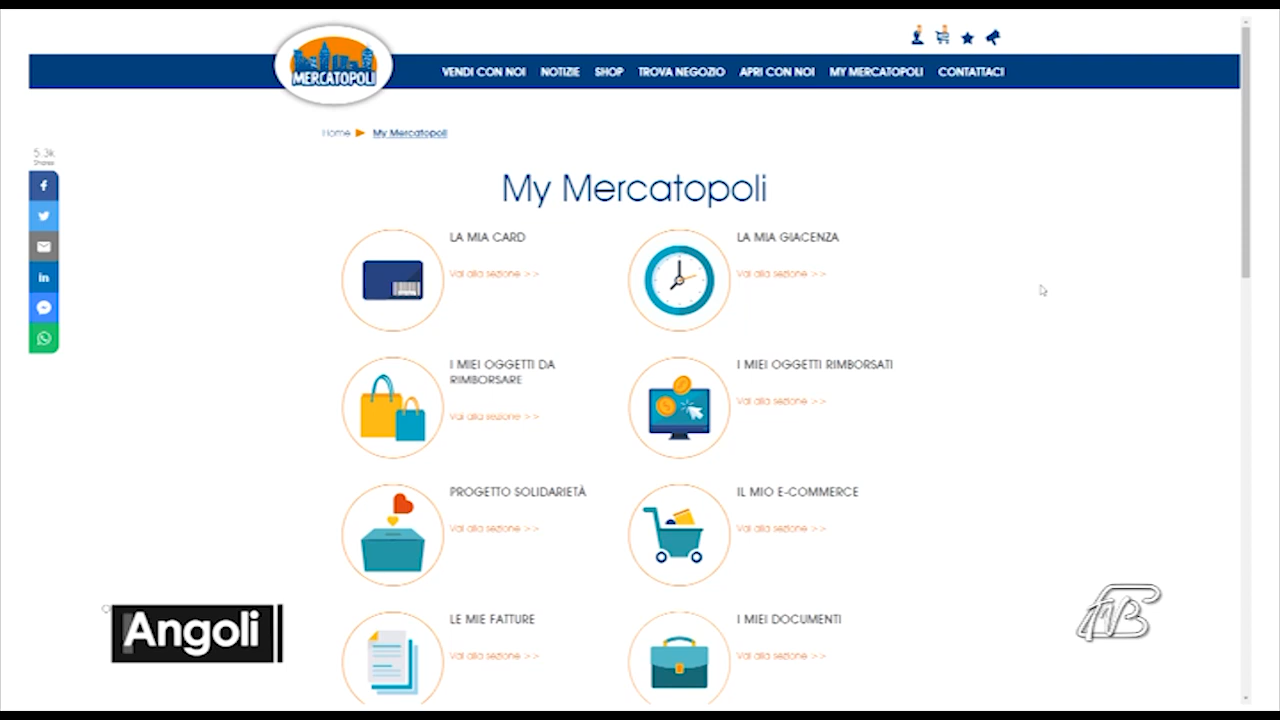 MERCATOPOLI
VENDI CON NOI NOTIZIE SHOP TROVA NEGOZIO APRI CON NOI MY MERCATOPOLI CONTATTACI
Home My Mercatopoli
5.3k
Shares
My Mercatopoli
LA MIA CARD
Vai alla sezione >>
LA MIA GIACENZA
Vai alla sezione >>
I MIEI OGGETTI DA
RIMBORSARE
Vai alla sezione >>
I MIEI OGGETTI RIMBORSATI
Vai alla sezione >>
PROGETTO SOLIDARIETÀ
Vai alla sezione >>
IL MIO E-COMMERCE
Vai alla sezione >>
LE MIE FATTURE
Vai alla sezione >>
I MIEI DOCUMENTI
Vai alla sezione >>
Angoli